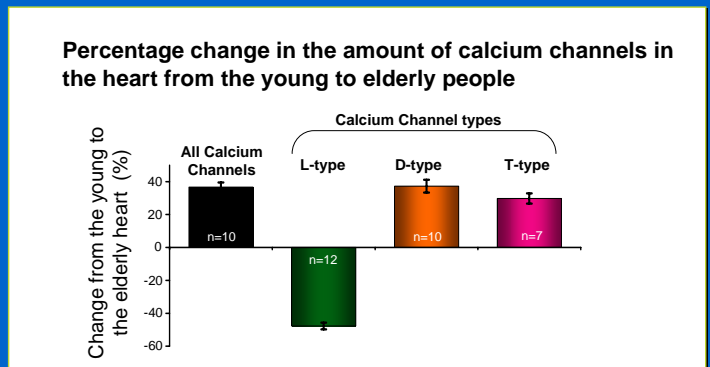 Percentage change in the amount of calcium channels in
the heart from the young to elderly people
Calcium Channel types
All Calcium
Channels
L-type
D-type
T-type
Change from the young to
the elderly heart (%)
40
20
0
-20
-40
-60
n=10
n=12
n=10
n=7